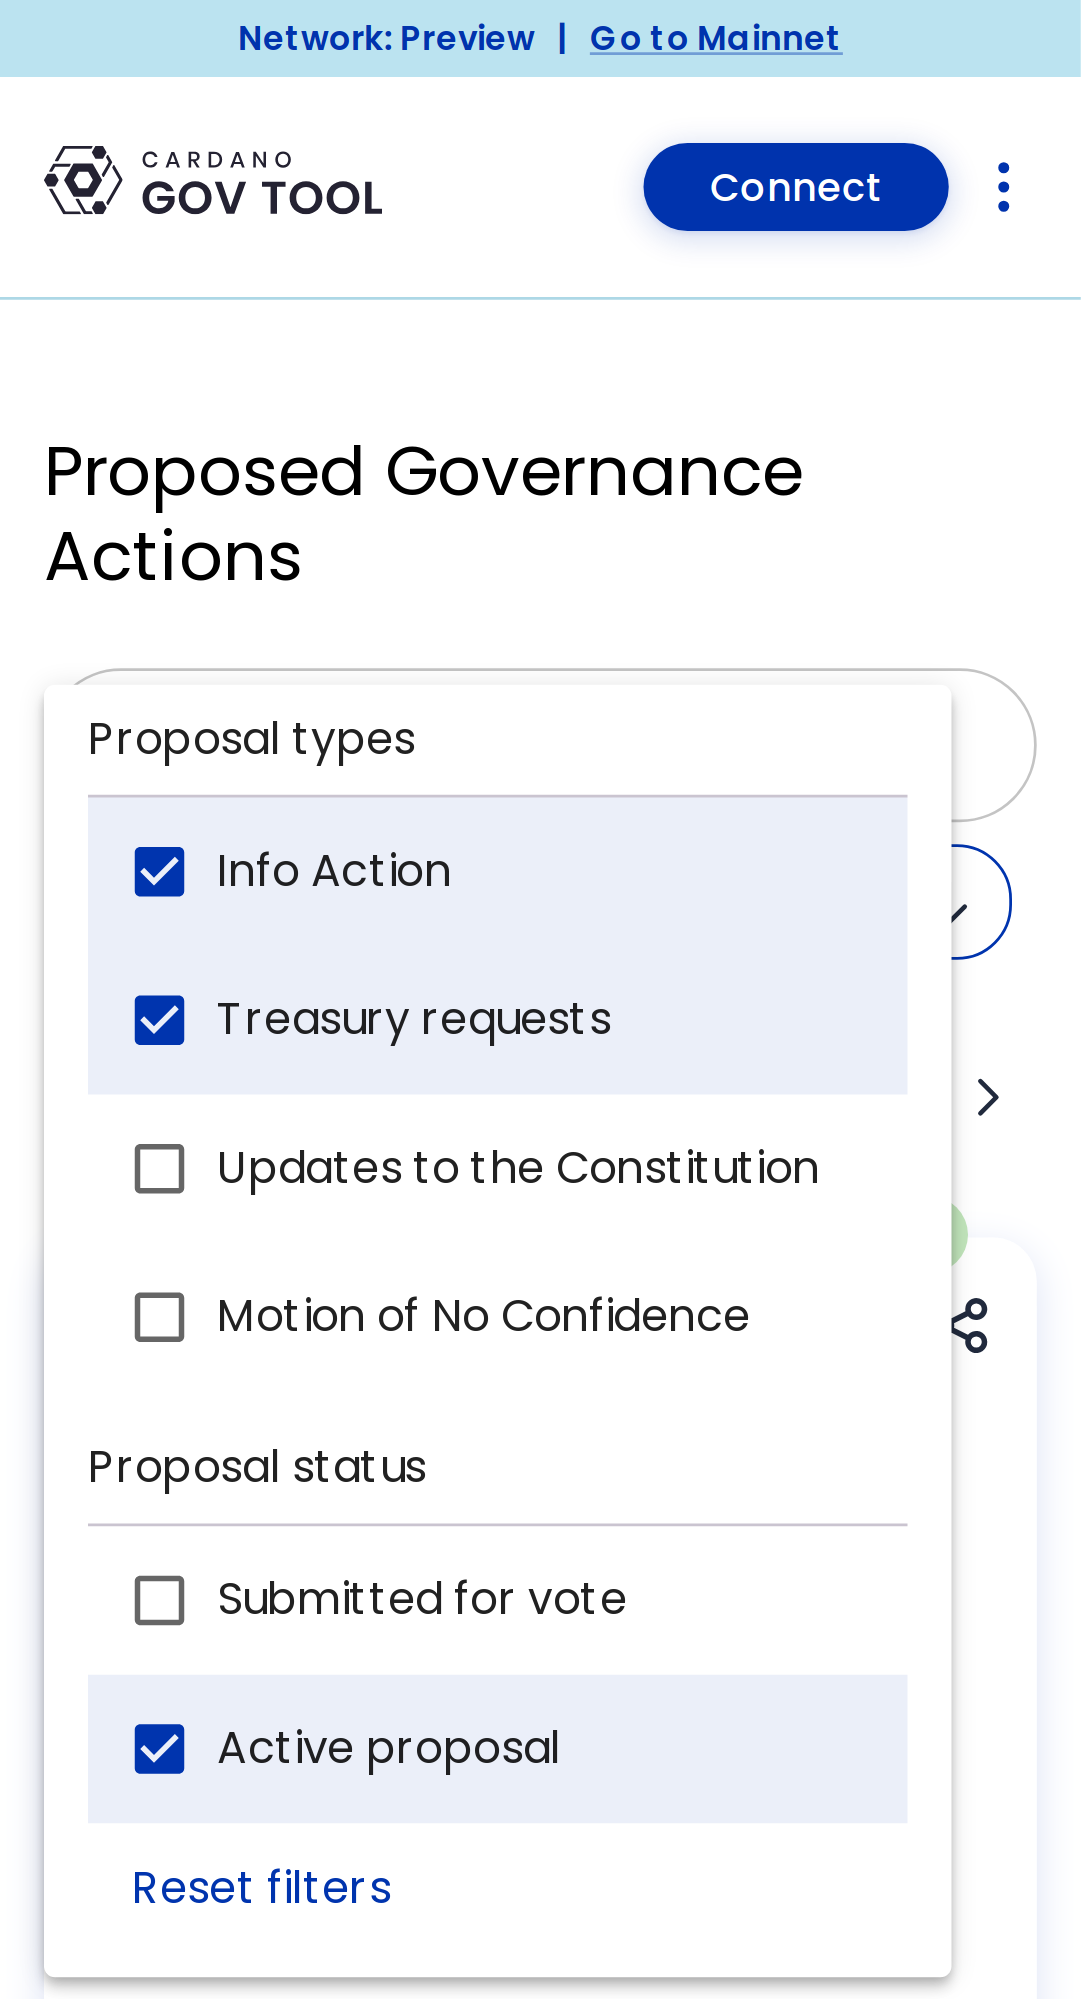 Network: Preview | Go to Mainnet
CARDANO
GOV TOOL
Connect
Proposed Governance
Actions
Proposal types
Info Action
Treasury requests
Updates to the Constitution
Motion of No Confidence
Proposal status
Submitted for vote
Active proposal
Reset filters